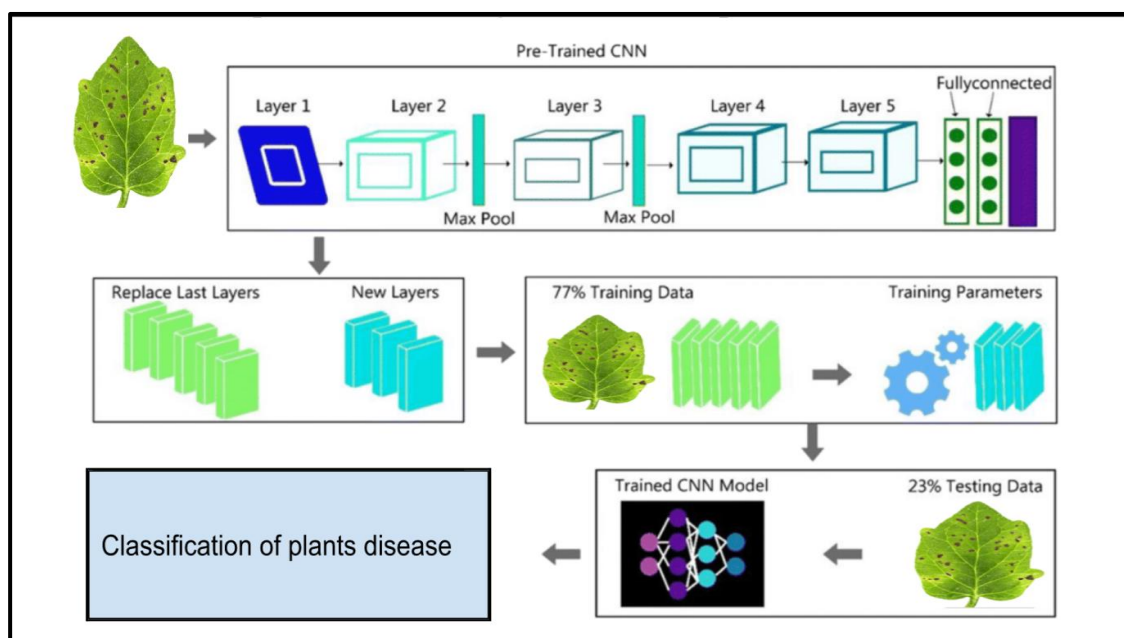 Pre-Trained CNN
Layer 1
Layer 2
Layer 3
Layer 4
Layer 5
Fullyconnected
Max Pool
Max Pool
Replace Last Layers
New Layers
77% Training Data
Training Parameters
Trained CNN Model
23% Testing Data
Classification of plants disease